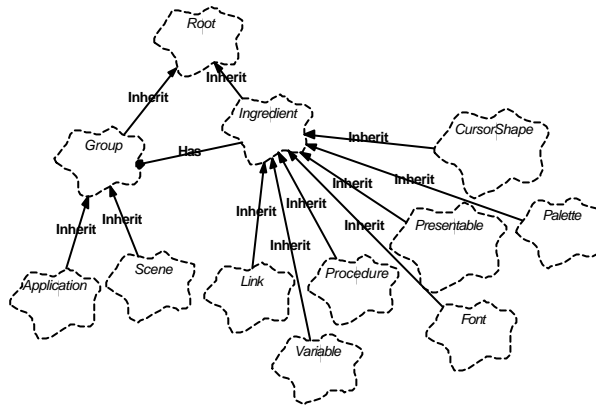 Root
Inherit
Inherit
Ingredient
CursorShape
Inherit
Group
Has
Inherit
Palette
Inherit
Presentable
Inherit
Inherit
Inherit
Inherit
Inherit
Inherit
Inherit
Application
Scene
Link
Procedure
Font
Variable